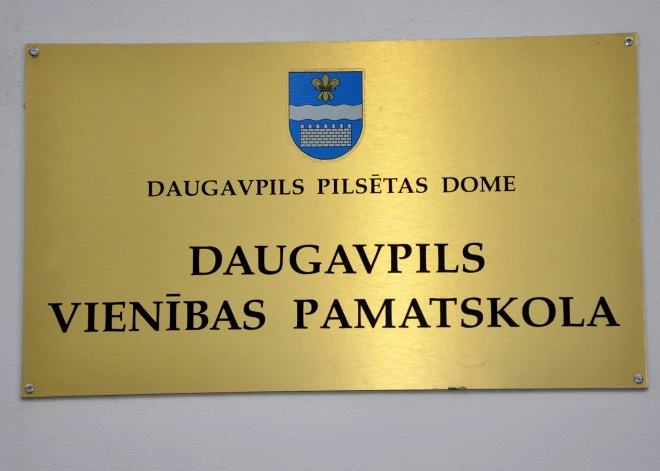 DAUGAVPILS PILSĒTAS DOME
DAUGAVPILS
VIENĪBAS PAMATSKOLA